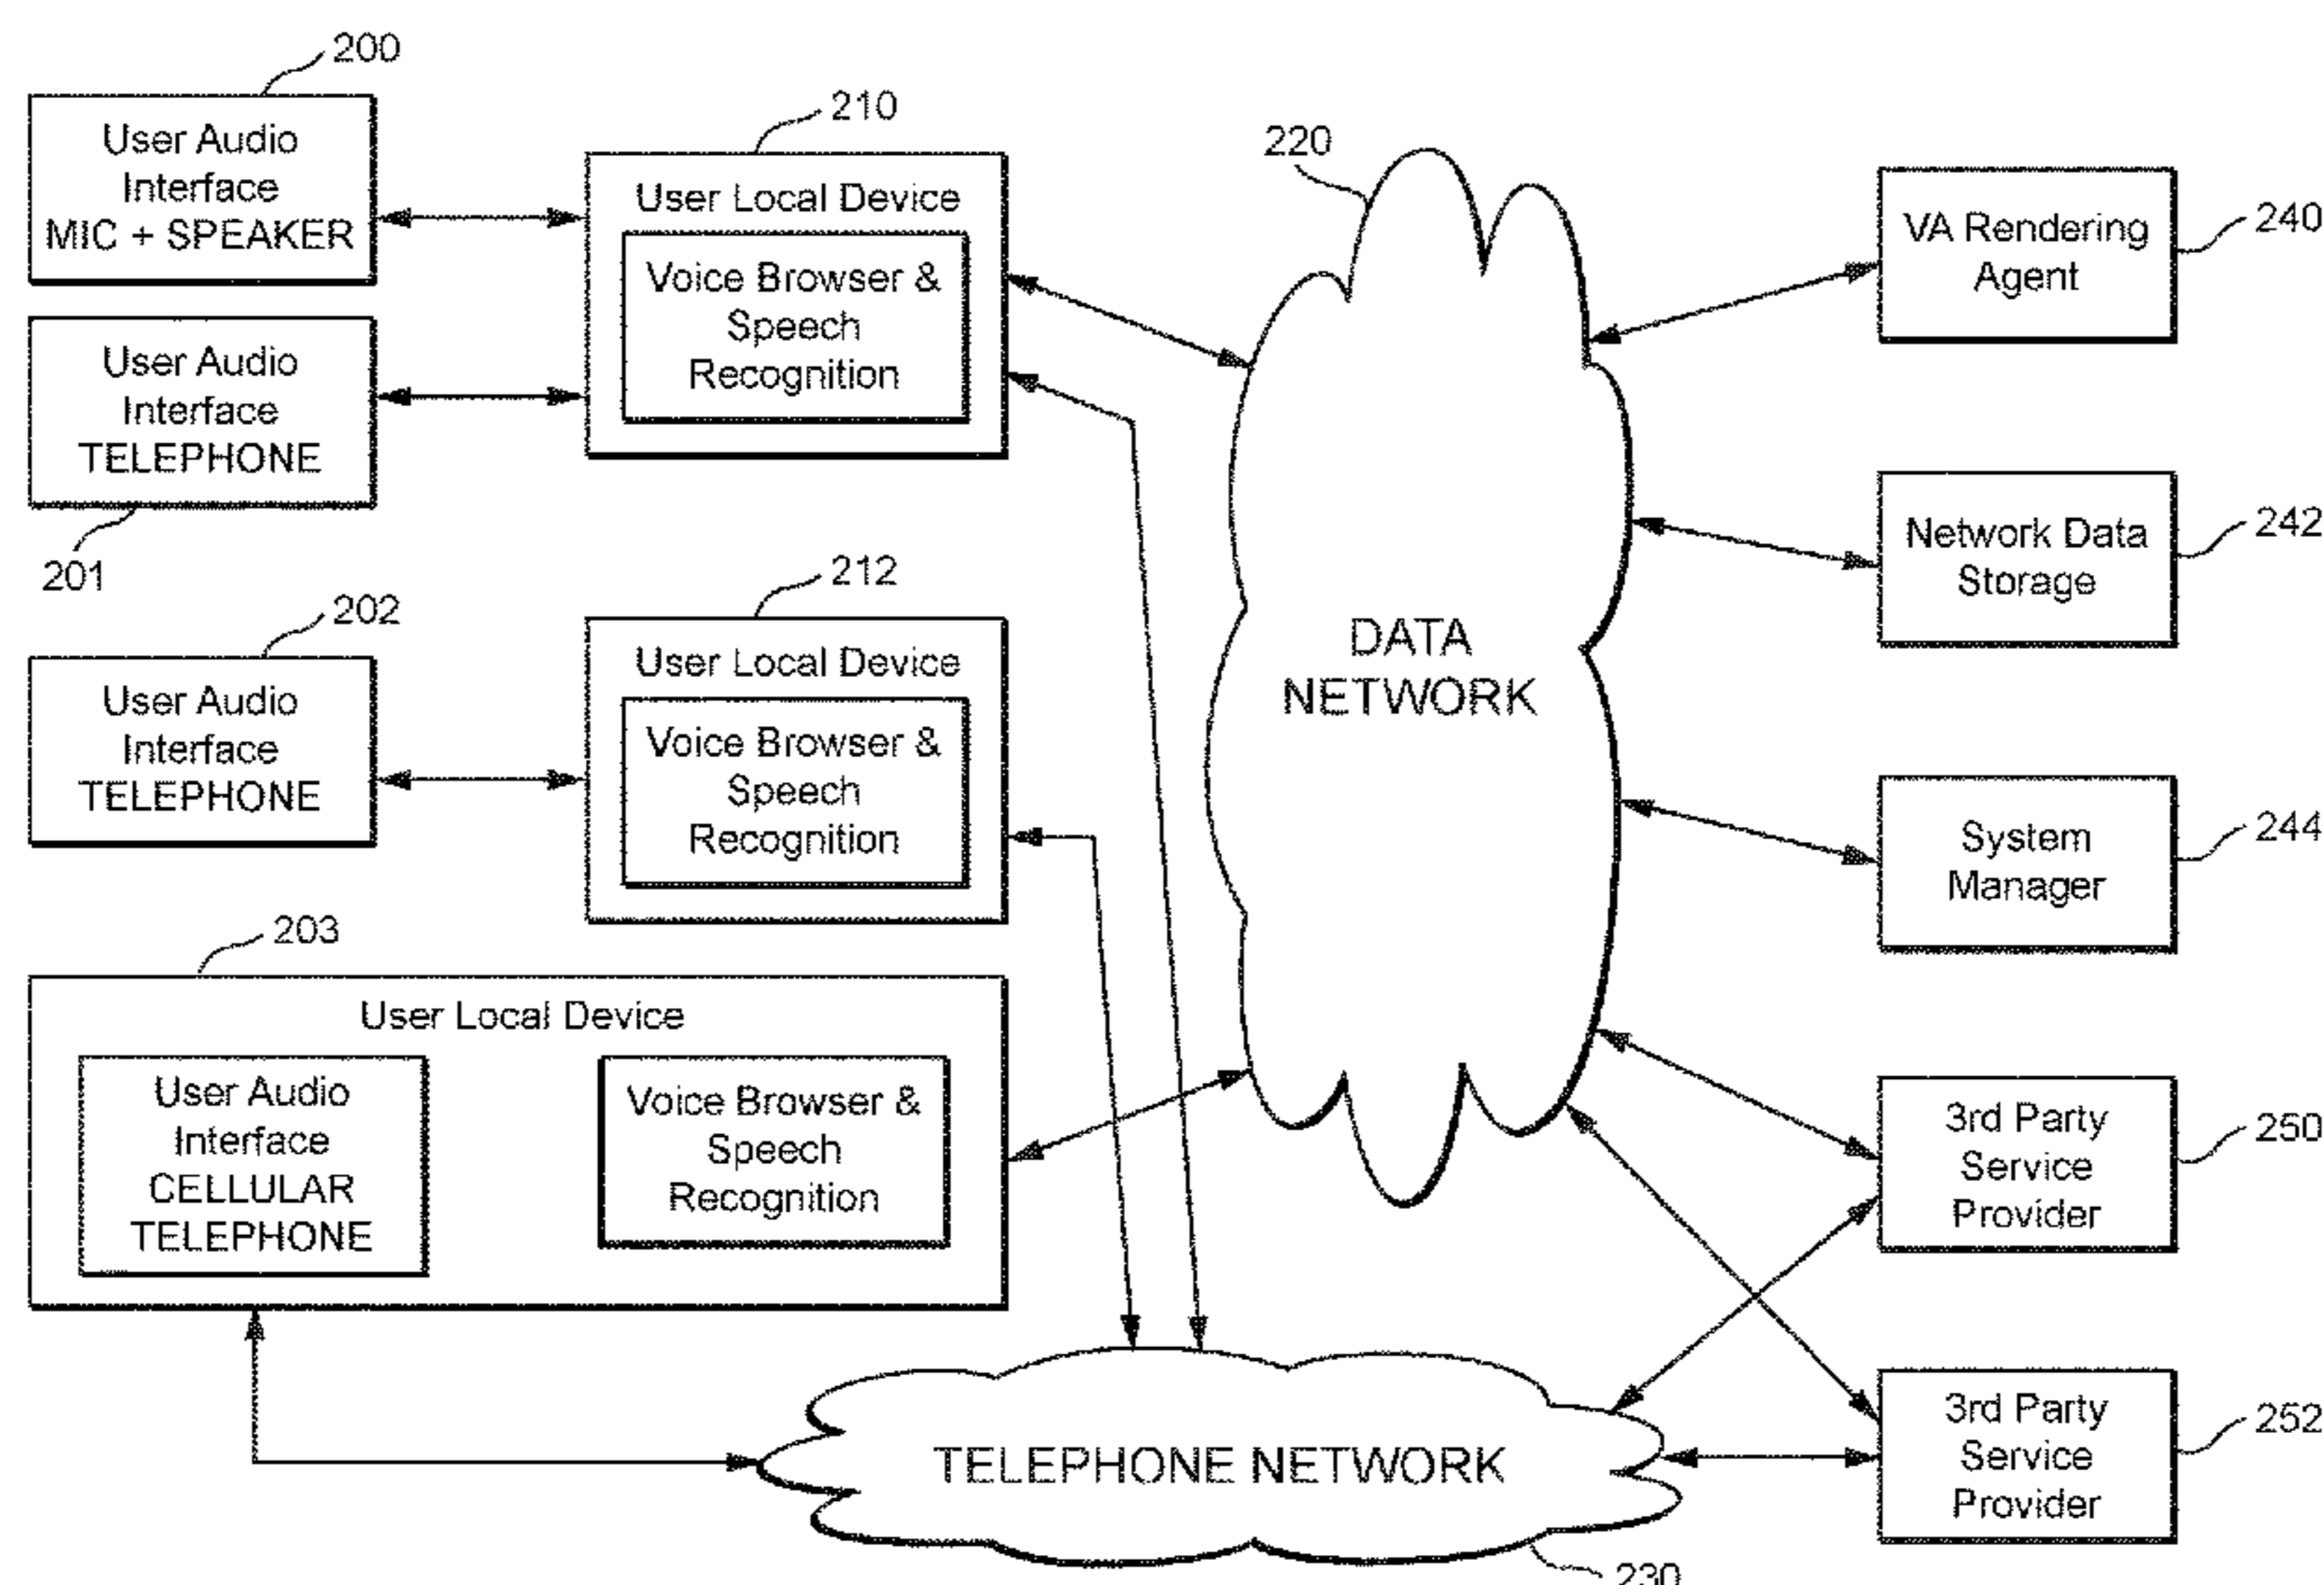 200
User Audio
Interface
MIC + SPEAKER
User Audio
Interface
TELEPHONE
201
210
User Local Device
Voice Browser &
Speech
Recognition
202
User Audio
Interface
TELEPHONE
212
User Local Device
Voice Browser &
Speech
Recognition
203
User Local Device
User Audio
Interface
CELLULAR
TELEPHONE
Voice Browser &
Speech
Recognition
220
DATA
NETWORK
TELEPHONE NETWORK
230
VA Rendering
Agent
240
Network Data
Storage
242
System
Manager
244
3rd Party
Service
Provider
250
3rd Party
Service
Provider
252